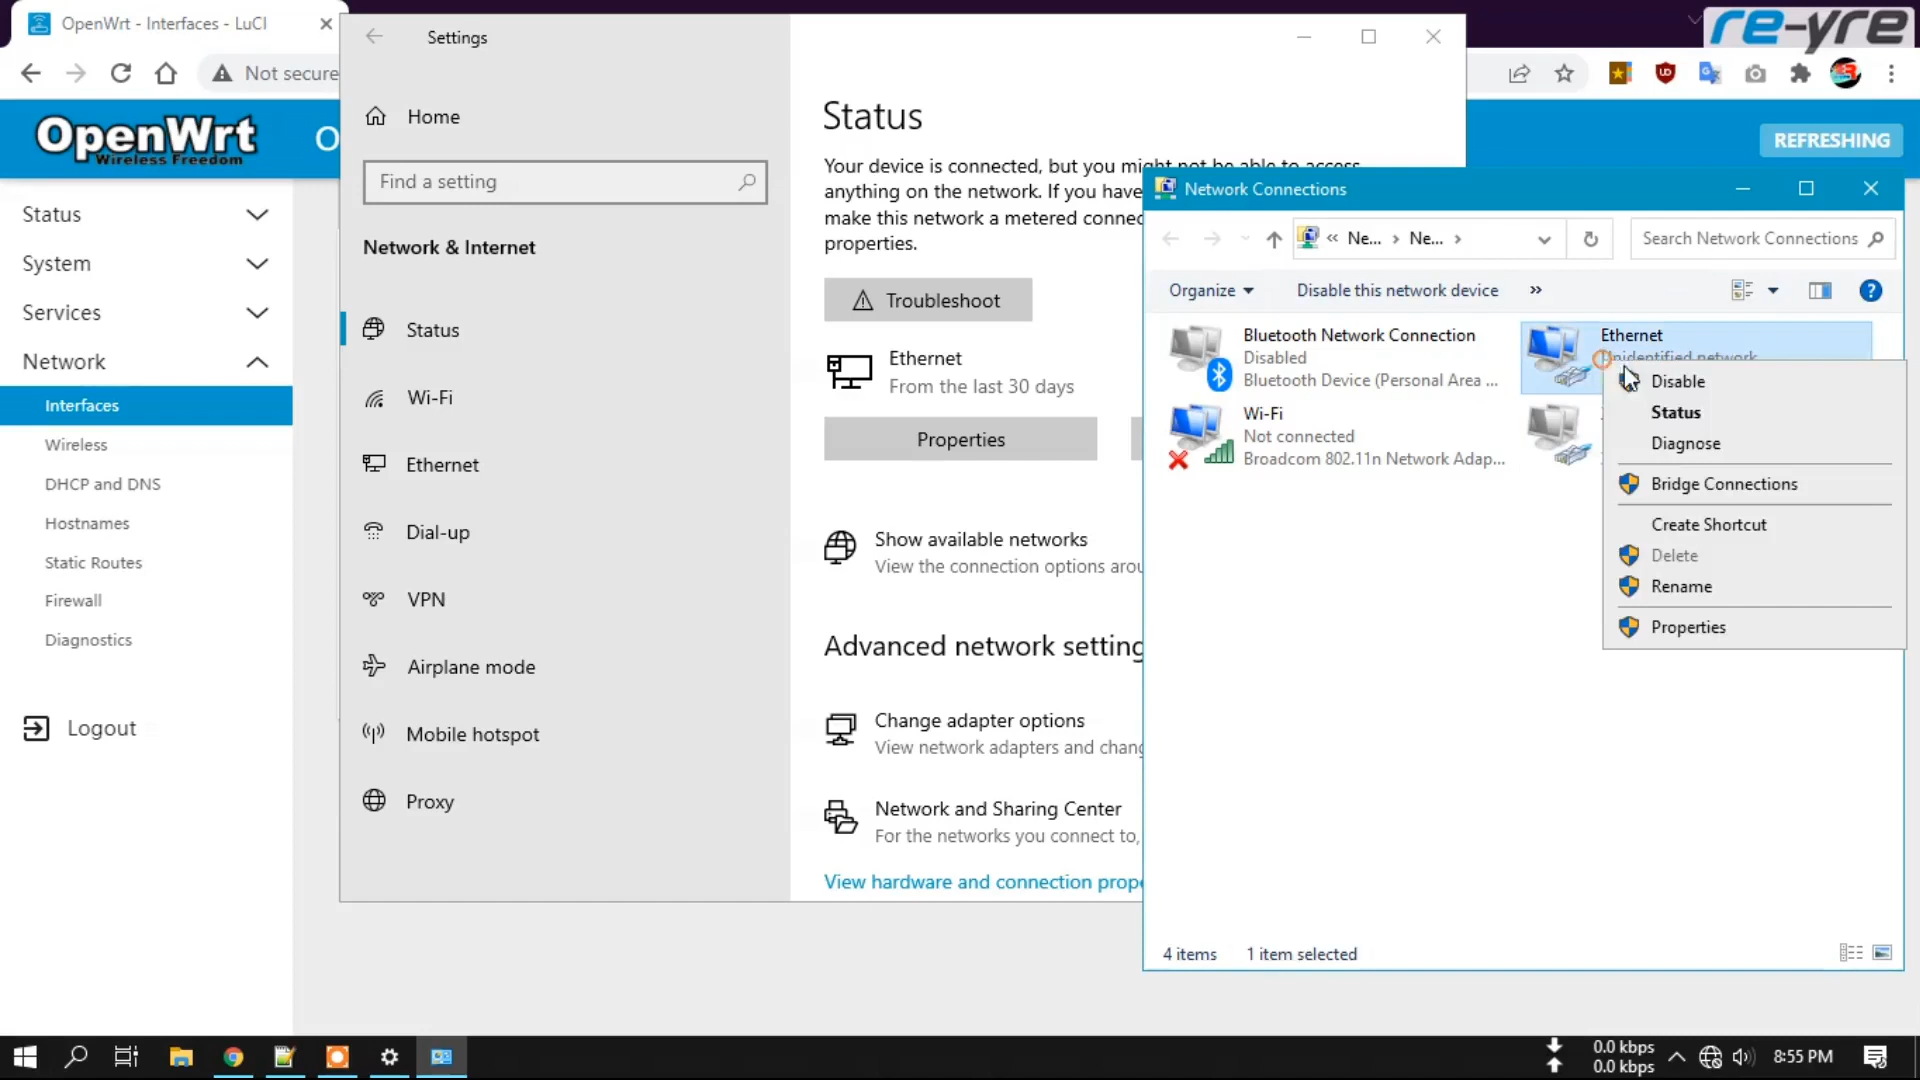 OpenWrt - Interfaces - LuCI
re-yre
Not secure
OpenWrt
Wireless Freedom
O
REFRESHING
Status
System
Services
Network
Interfaces
Wireless
DHCP and DNS
Hostnames
Static Routes
Firewall
Diagnostics
Logout
Settings
Home
Find a setting
Network & Internet
Status
Wi-Fi
Ethernet
Dial-up
VPN
Airplane mode
Mobile hotspot
Proxy
Status
Your device is connected, but you might not be able to access
anything on the network. If you have
make this network a metered connec
properties.
Troubleshoot
Ethernet
From the last 30 days
Properties
Show available networks
View the connection options arou
Advanced network setting
Change adapter options
View network adapters and chang
Network and Sharing Center
For the networks you connect to,
View hardware and connection prope
Network Connections
« Ne... › Ne... ›
Search Network Connections
Organize
Disable this network device
»
Bluetooth Network Connection
Disabled
Bluetooth Device (Personal Area ...
Ethernet
Unidentified network
Wi-Fi
Not connected
Broadcom 802.11n Network Adap...
Disable
Status
Diagnose
Bridge Connections
Create Shortcut
Delete
Rename
Properties
4 items
1 item selected
0.0 kbps
0.0 kbps
8:55 PM